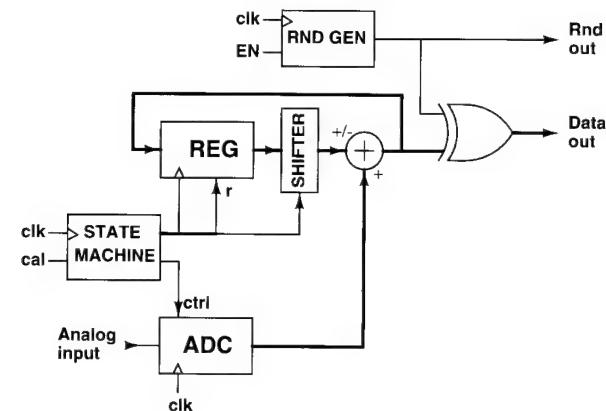 clk
RND GEN
EN
Rnd
out
+/-
REG
SHIFTER
+
+
Data
out
r
clk
STATE
MACHINE
cal
ctrl
Analog
input
ADC
clk